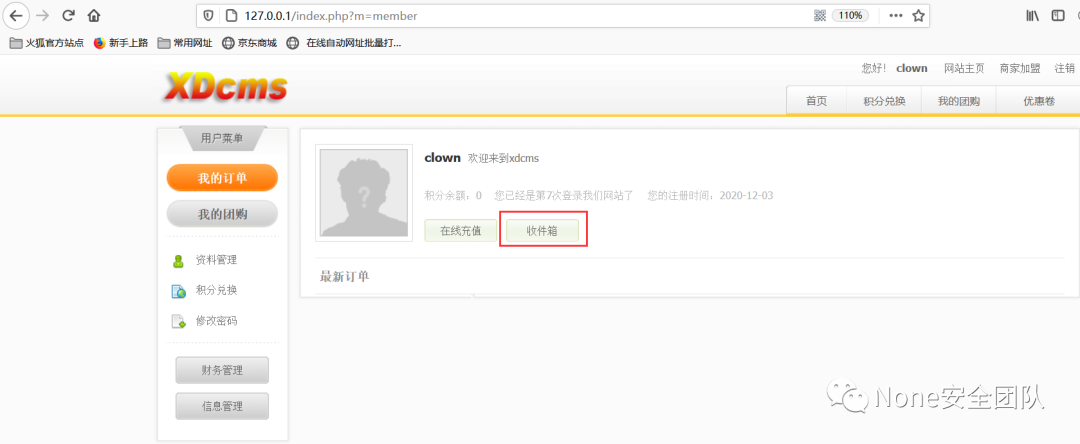 127.0.0.1/index.php?m=member
110%
火狐官方站点 新手上路 常用网址 京东商城 在线自动网址批量打...
您好！ clown 网站主页 商家加盟 注销
XDcms
首页 积分兑换 我的团购 优惠卷
用户菜单
我的订单
我的团购
资料管理
积分兑换
修改密码
财务管理
信息管理
clown 欢迎来到xdcms
积分余额：0 您已经是第7次登录我们网站了 您的注册时间：2020-12-03
在线充值 收件箱
最新订单
None安全团队